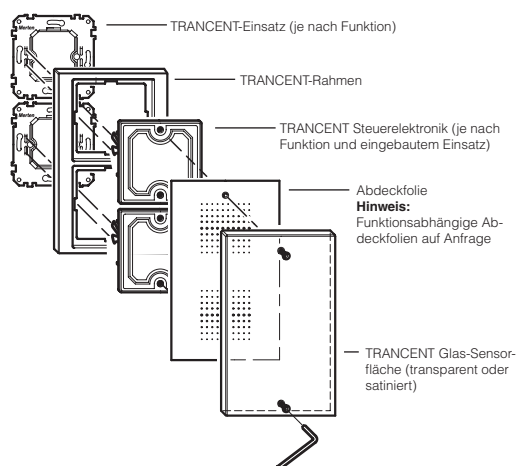 Merten
TRANCENT-Einsatz (je nach Funktion)
TRANCENT-Rahmen
Merten
TRANCENT Steuerelektronik (je nach
Funktion und eingebautem Einsatz)
Abdeckfolie
Hinweis:
Funktionsabhängige Ab-
deckfolien auf Anfrage
TRANCENT Glas-Sensor-
fläche (transparent oder
satiniert)